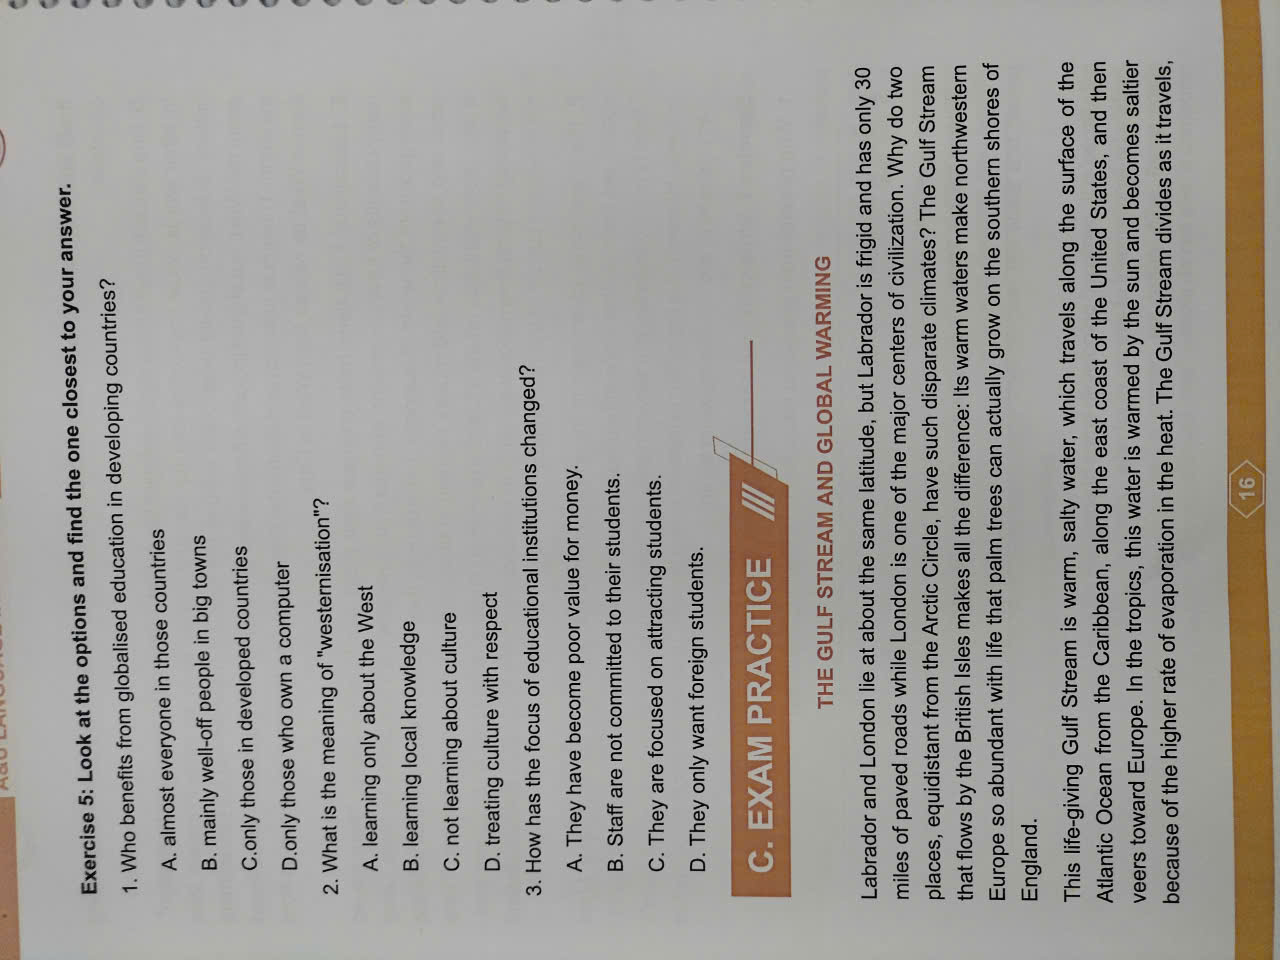 Exercise 5: Look at the options and find the one closest to your answer.
1. Who benefits from globalised education in developing countries?
A. almost everyone in those countries
B. mainly well-off people in big towns
C.only those in developed countries
D.only those who own a computer
2. What is the meaning of "westernisation"?
A. learning only about the West
B. learning local knowledge
C. not learning about culture
D. treating culture with respect
3. How has the focus of educational institutions changed?
A. They have become poor value for money.
B. Staff are not committed to their students.
C. They are focused on attracting students.
D. They only want foreign students.
C. EXAM PRACTICE
THE GULF STREAM AND GLOBAL WARMING
Labrador and London lie at about the same latitude, but Labrador is frigid and has only 30
miles of paved roads while London is one of the major centers of civilization. Why do two
places, equidistant from the Arctic Circle, have such disparate climates? The Gulf Stream
that flows by the British Isles makes all the difference: Its warm waters make northwestern
Europe so abundant with life that palm trees can actually grow on the southern shores of
England.
This life-giving Gulf Stream is warm, salty water, which travels along the surface of the
Atlantic Ocean from the Caribbean, along the east coast of the United States, and then
veers toward Europe. In the tropics, this water is warmed by the sun and becomes saltier
because of the higher rate of evaporation in the heat. The Gulf Stream divides as it travels,
16